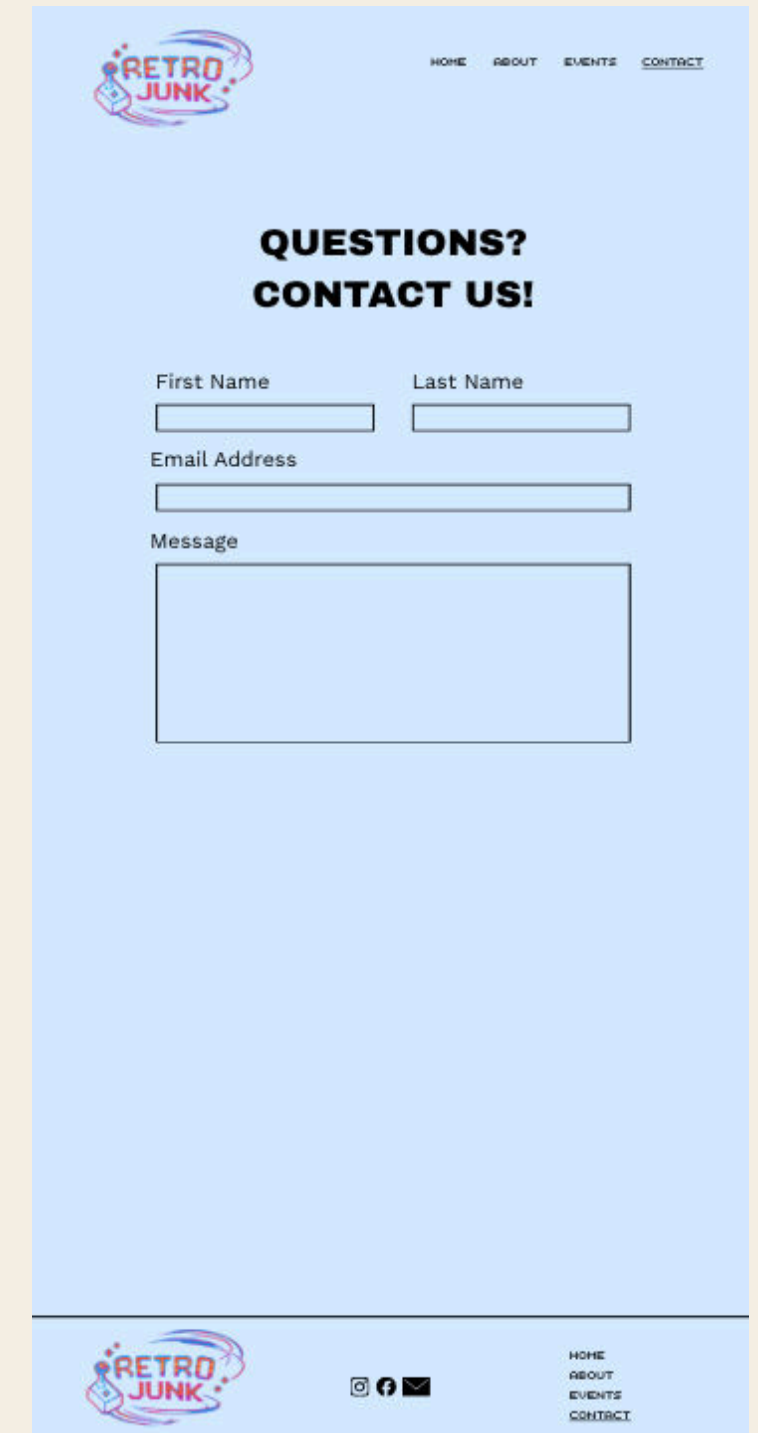 RETRO
JUNK
HOME ABOUT EVENTS CONTACT
QUESTIONS?
CONTACT US!
First Name Last Name
Email Address
Message
RETRO
JUNK
HOME
ABOUT
EVENTS
CONTACT